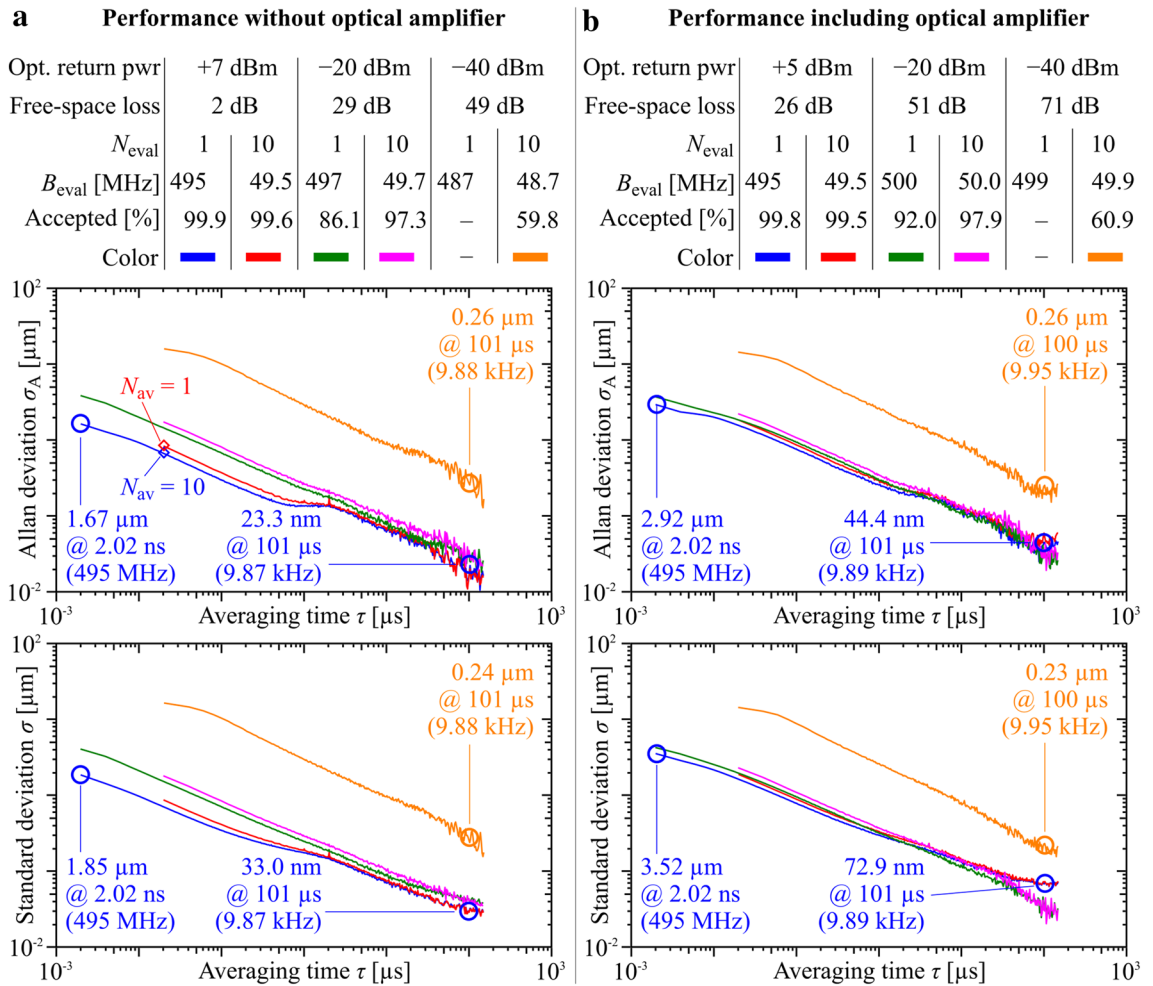 a Performance without optical amplifier
Opt. return pwr +7 dBm −20 dBm −40 dBm
Free-space loss 2 dB 29 dB 49 dB
Neval 1 10 1 10 1 10
Beval [MHz] 495 49.5 497 49.7 487 48.7
Accepted [%] 99.9 99.6 86.1 97.3 – 59.8
Color –
10²
Allan deviation σA [µm]
0.26 µm
@ 101 µs
(9.88 kHz)
Nav = 1
Nav = 10
1.67 µm
@ 2.02 ns
(495 MHz)
23.3 nm
@ 101 µs
(9.87 kHz)
10-2
10-3 Averaging time τ [µs] 10³
10²
Standard deviation σ [µm]
0.24 µm
@ 101 µs
(9.88 kHz)
1.85 µm
@ 2.02 ns
(495 MHz)
33.0 nm
@ 101 µs
(9.87 kHz)
10-2
10-3 Averaging time τ [µs] 10³
b Performance including optical amplifier
Opt. return pwr +5 dBm −20 dBm −40 dBm
Free-space loss 26 dB 51 dB 71 dB
Neval 1 10 1 10 1 10
Beval [MHz] 495 49.5 500 50.0 499 49.9
Accepted [%] 99.8 99.5 92.0 97.9 – 60.9
Color –
10²
Allan deviation σA [µm]
0.26 µm
@ 100 µs
(9.95 kHz)
2.92 µm
@ 2.02 ns
(495 MHz)
44.4 nm
@ 101 µs
(9.89 kHz)
10-2
10-3 Averaging time τ [µs] 10³
10²
Standard deviation σ [µm]
0.23 µm
@ 100 µs
(9.95 kHz)
3.52 µm
@ 2.02 ns
(495 MHz)
72.9 nm
@ 101 µs
(9.89 kHz)
10-2
10-3 Averaging time τ [µs] 10³